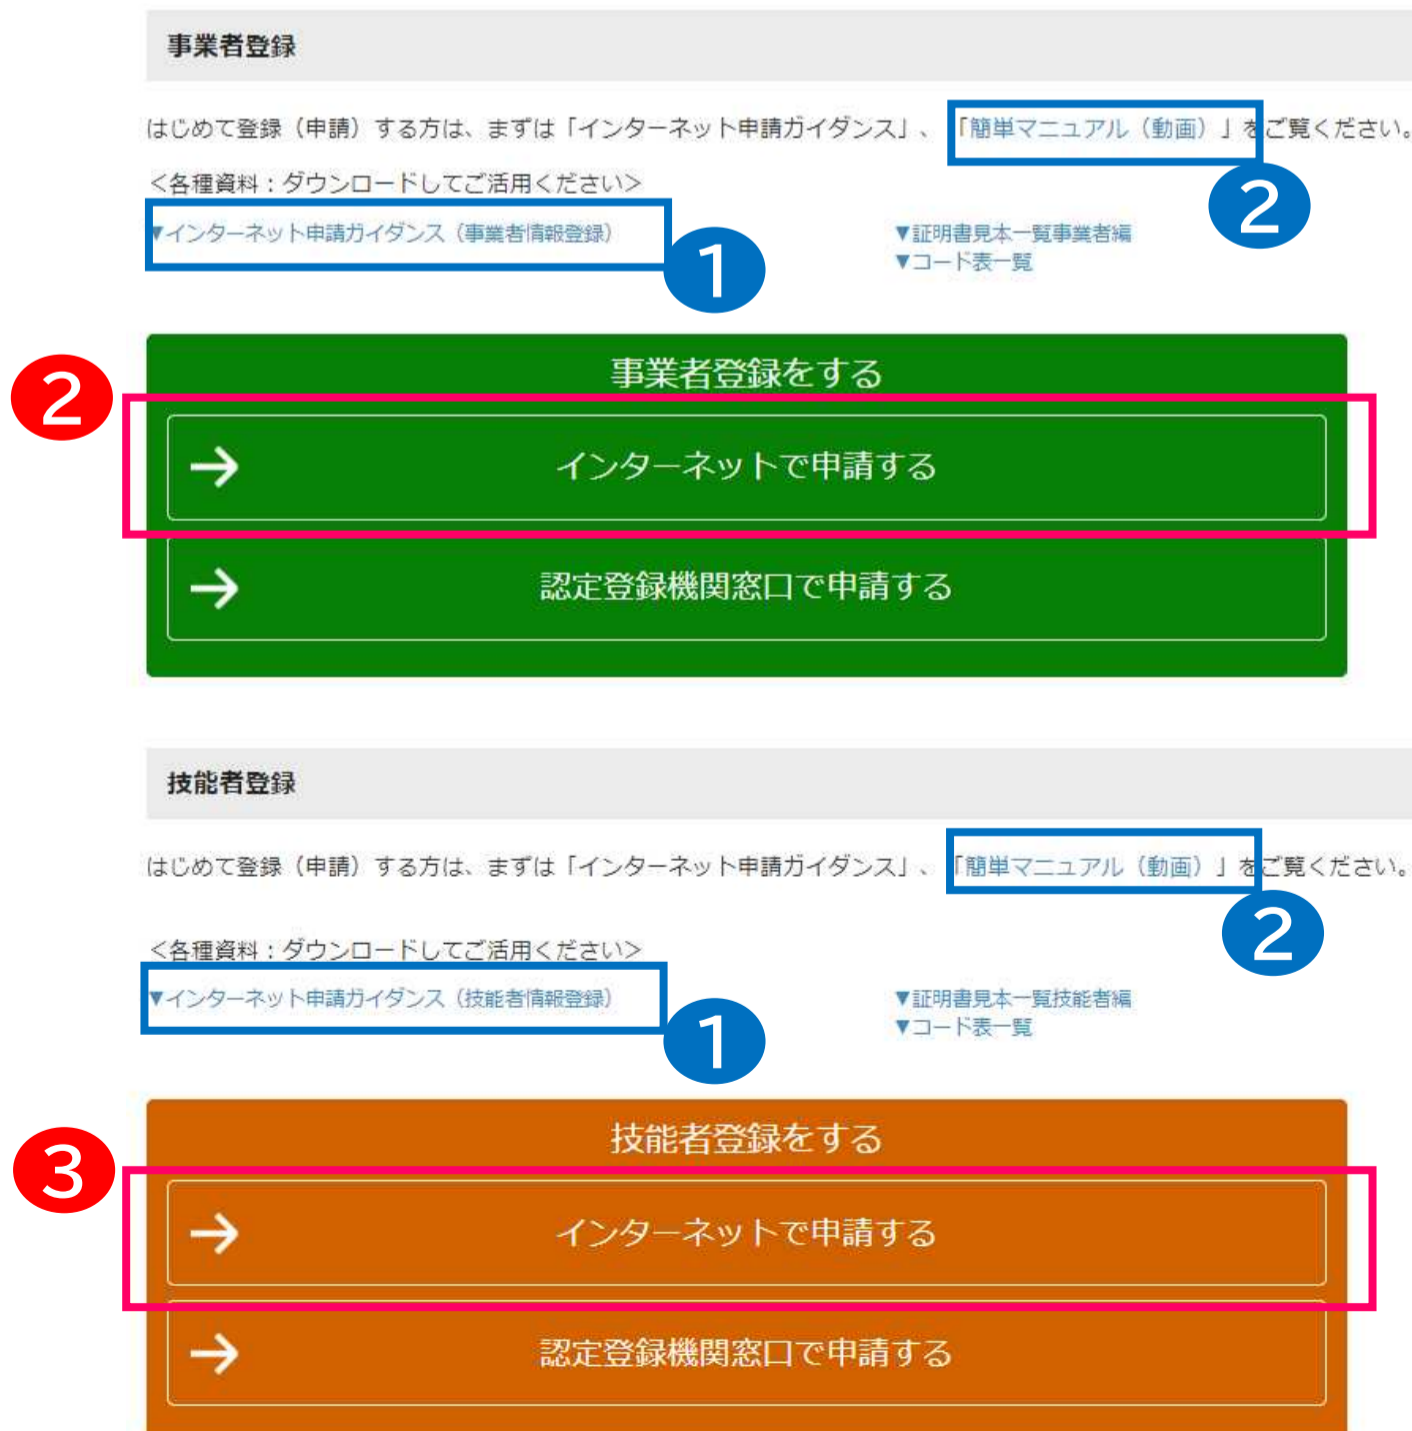 事業者登録
はじめて登録（申請）する方は、まずは「インターネット申請ガイダンス」、「簡単マニュアル（動画）」をご覧ください。
2
＜各種資料：ダウンロードしてご活用ください＞
▼インターネット申請ガイダンス（事業者情報登録）
1
▼証明書見本一覧事業者編
▼コード表一覧
2
事業者登録をする
→ インターネットで申請する
→ 認定登録機関窓口で申請する
技能者登録
はじめて登録（申請）する方は、まずは「インターネット申請ガイダンス」、「簡単マニュアル（動画）」をご覧ください。
2
＜各種資料：ダウンロードしてご活用ください＞
▼インターネット申請ガイダンス（技能者情報登録）
1
▼証明書見本一覧技能者編
▼コード表一覧
3
技能者登録をする
→ インターネットで申請する
→ 認定登録機関窓口で申請する